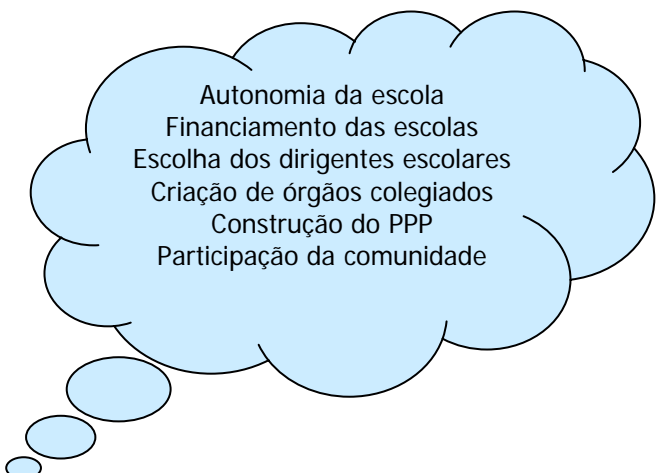 Autonomia da escola
Financiamento das escolas
Escolha dos dirigentes escolares
Criação de órgãos colegiados
Construção do PPP
Participação da comunidade